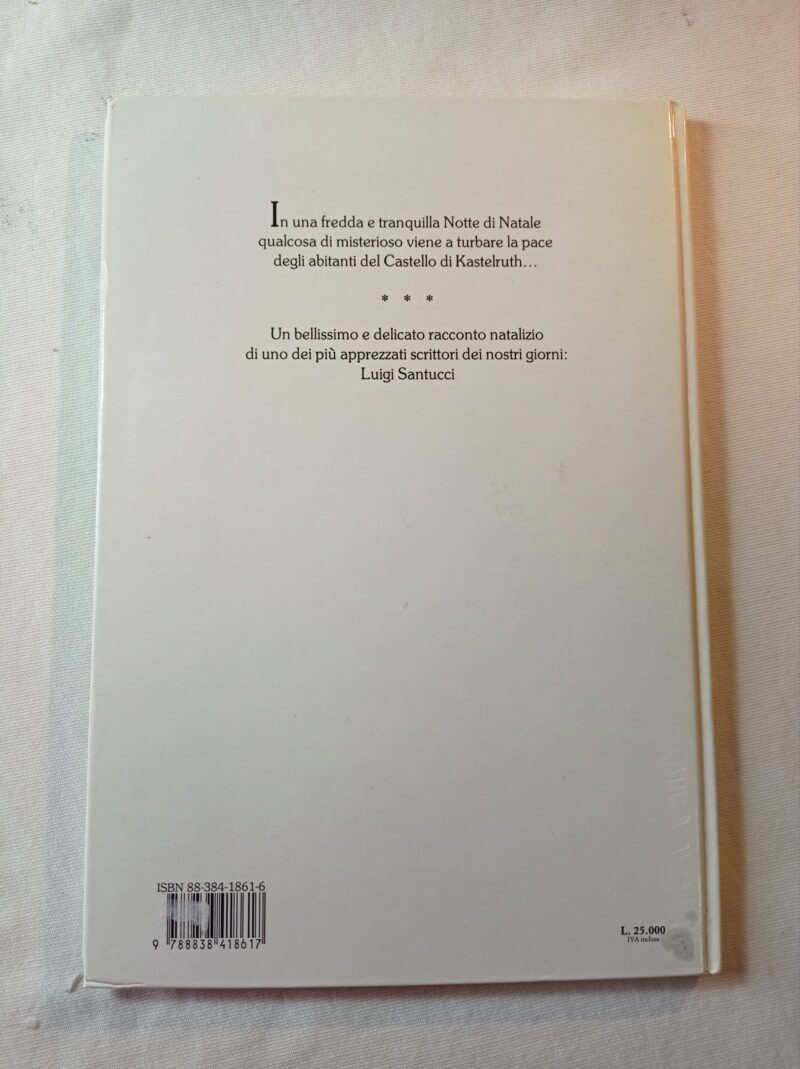 In una fredda e tranquilla Notte di Natale
qualcosa di misterioso viene a turbare la pace
degli abitanti del Castello di Kastelruth...
* * *
Un bellissimo e delicato racconto natalizio
di uno dei più apprezzati scrittori dei nostri giorni:
Luigi Santucci
ISBN 88-384-1861-6
9 788838 418617
L. 25.000
IVA inclusa